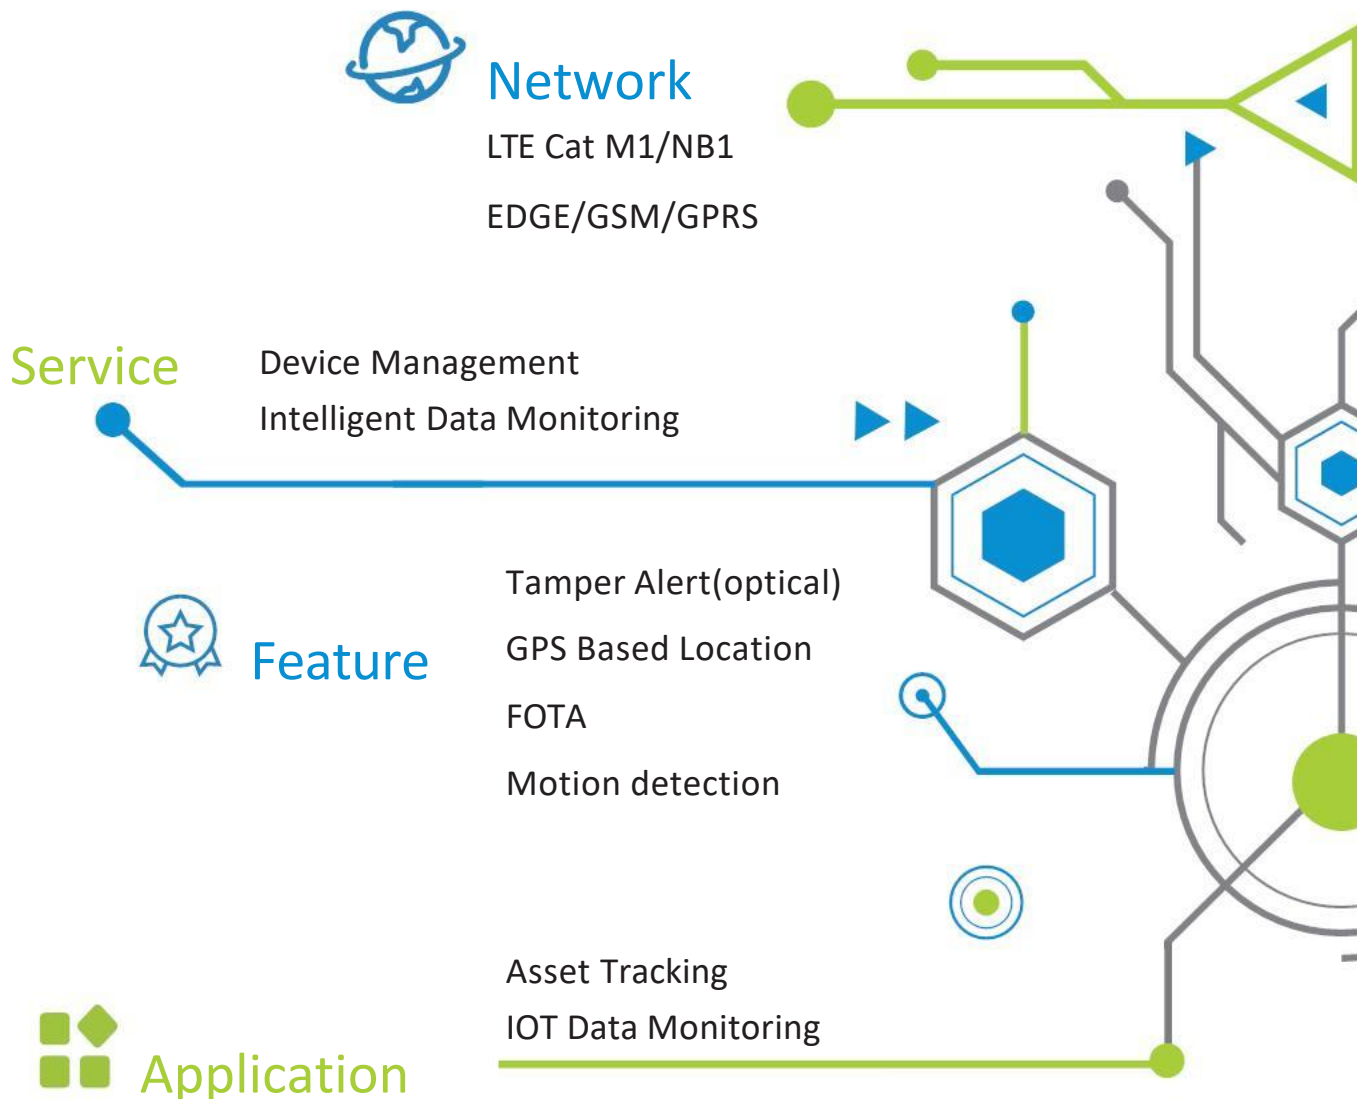 Network
LTE Cat M1/NB1
EDGE/GSM/GPRS
Service
Device Management
Intelligent Data Monitoring
Feature
Tamper Alert(optical)
GPS Based Location
FOTA
Motion detection
Application
Asset Tracking
IOT Data Monitoring